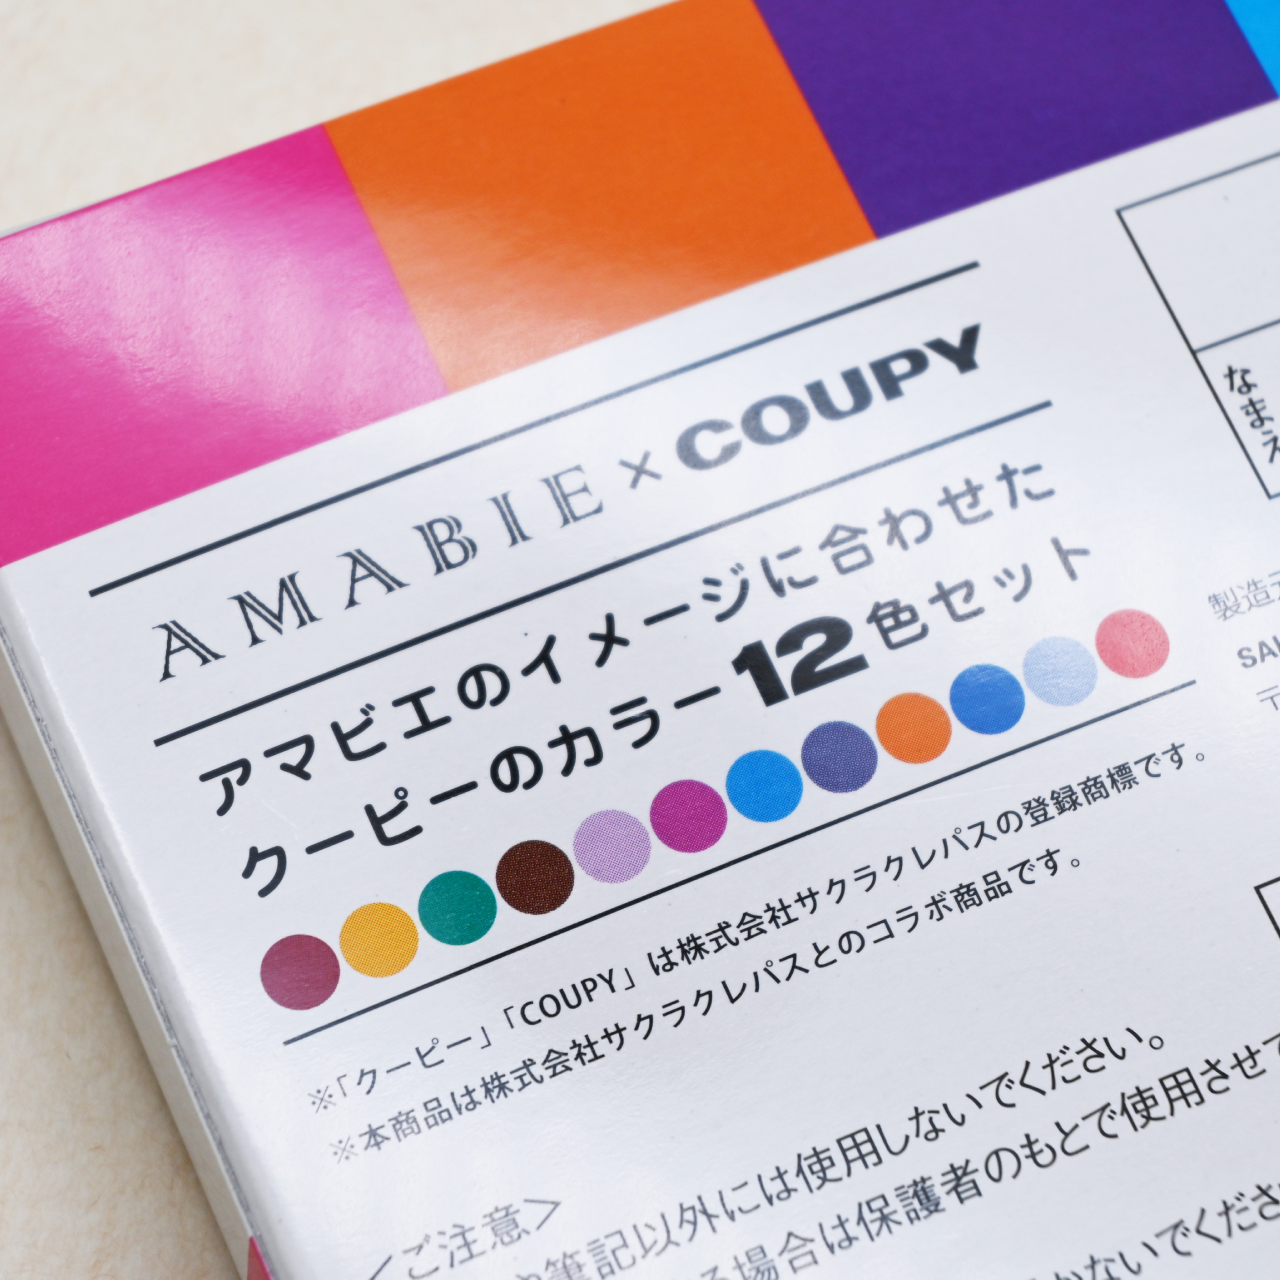 AMABIE×COUPY
アマビエのイメージに合わせた
クーピーのカラー12色セット
※「クーピー」「COUPY」は株式会社サクラクレパスの登録商標です。
※本商品は株式会社サクラクレパスとのコラボ商品です。
ご注意＞
筆記以外には使用しないでください。
場合は保護者のもとで使用させて
ないでくださ
なまえ
製造元